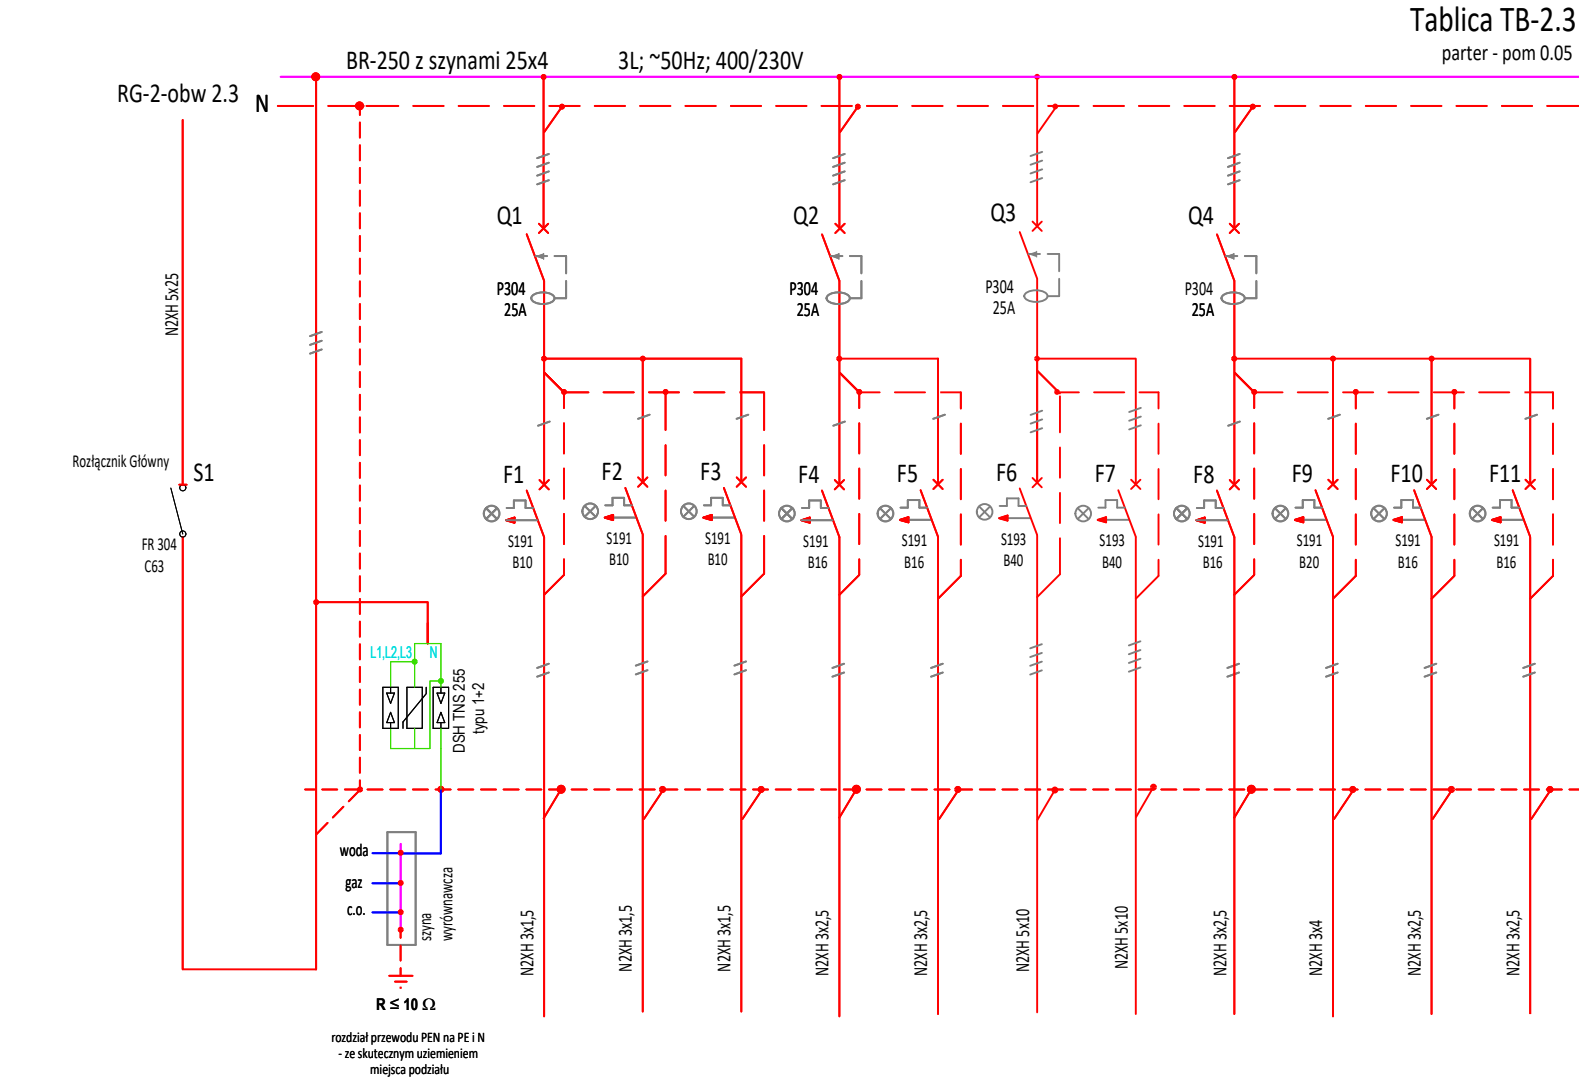 Tablica TB-2.3
parter - pom 0.05
BR-250 z szynami 25x4 3L; ~50Hz; 400/230V
RG-2-obw 2.3 N
Q1 Q2 Q3 Q4
P304 P304 P304 P304
25A 25A 25A 25A
N2XH 5x25
Rozłącznik Główny S1
FR 304
C63
F1 F2 F3 F4 F5 F6 F7 F8 F9 F10 F11
S191 S191 S191 S191 S191 S193 S193 S191 S191 S191 S191
B10 B10 B10 B16 B16 B40 B40 B16 B20 B16 B16
L1,L2,L3 N
DSH TNS 255
typu 1+2
woda
gaz
c.o.
szyna
wyrównawcza
R ≤ 10 Ω
rozdział przewodu PEN na PE i N
- ze skutecznym uziemieniem
miejsca podziału
N2XH 3x1,5
N2XH 3x1,5
N2XH 3x1,5
N2XH 3x2,5
N2XH 3x2,5
N2XH 5x10
N2XH 5x10
N2XH 3x2,5
N2XH 3x4
N2XH 3x2,5
N2XH 3x2,5